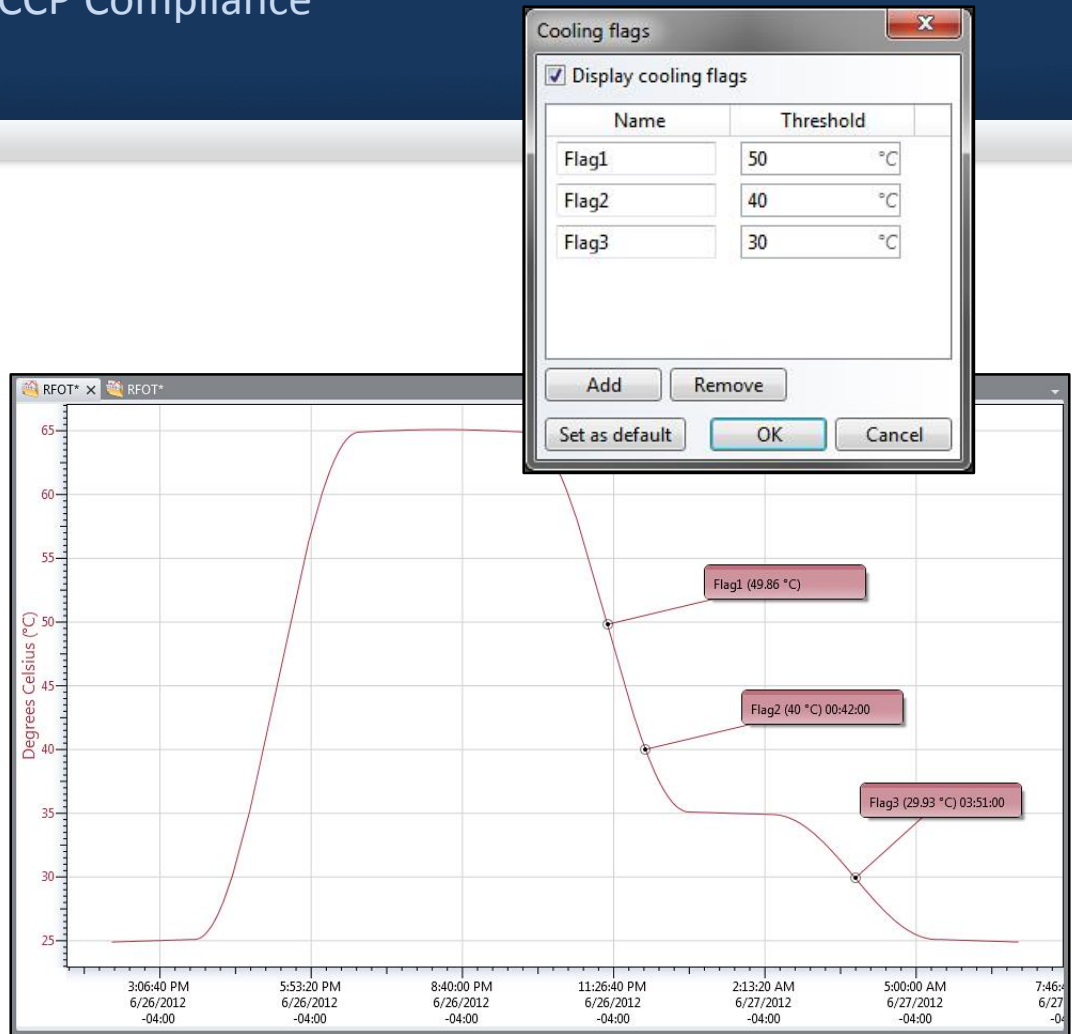 CCP Compliance
Cooling flags
x
Display cooling flags
Name Threshold
Flag1 50 °C
Flag2 40 °C
Flag3 30 °C
Add Remove
Set as default OK Cancel
RFOT* x RFOT*
Degrees Celsius (°C)
65
60
55
50
45
40
35
30
25
Flag1 (49.86 °C)
Flag2 (40 °C) 00:42:00
Flag3 (29.93 °C) 03:51:00
3:06:40 PM 5:53:20 PM 8:40:00 PM 11:26:40 PM 2:13:20 AM 5:00:00 AM 7:46:
6/26/2012 6/26/2012 6/26/2012 6/26/2012 6/27/2012 6/27/2012 6/27
-04:00 -04:00 -04:00 -04:00 -04:00 -04:00 -0